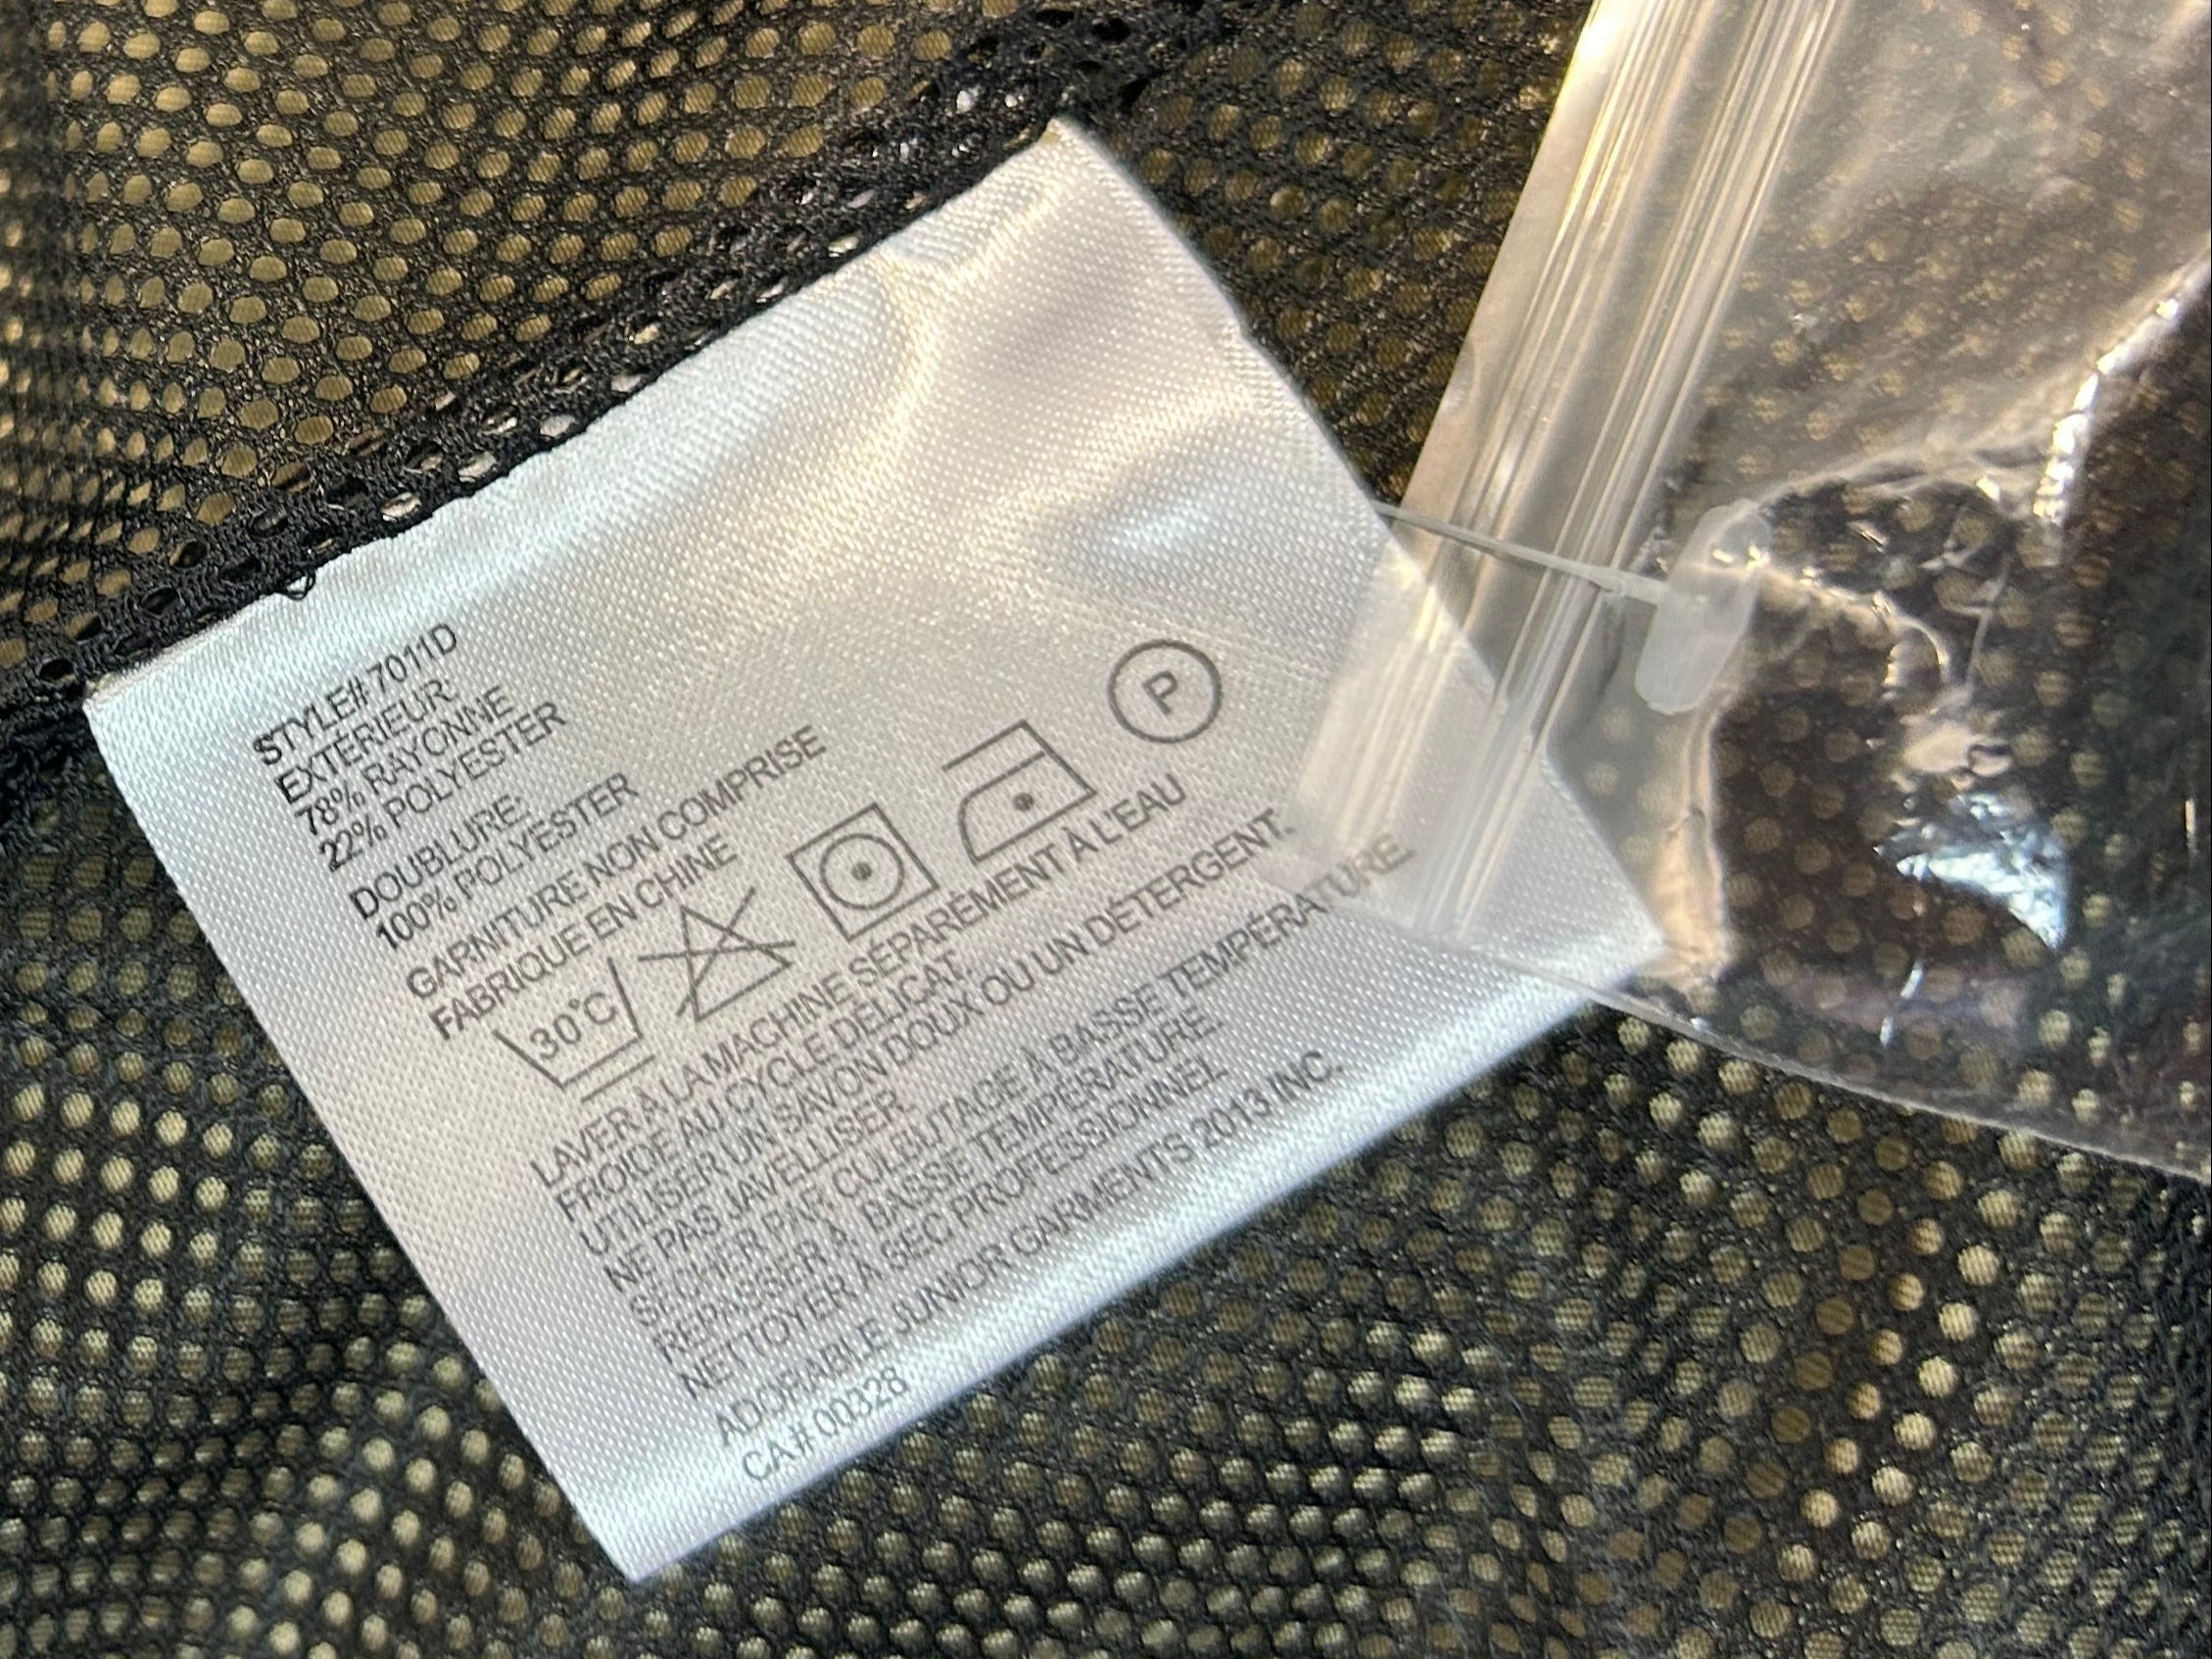 STYLE# 7011D
EXTÉRIEUR:
78% RAYONNE
22% POLYESTER
DOUBLURE:
100% POLYESTER
GARNITURE NON COMPRISE
FABRIQUE EN CHINE
30°C
P
LAVER À LA MACHINE SÉPARÉMENT À L'EAU
FROIDE AU CYCLE DÉLICAT.
UTILISER UN SAVON DOUX OU UN DÉTERGENT.
NE PAS JAVELLISER.
SÉCHER PAR CULBUTAGE À BASSE TEMPÉRATURE.
REPASSER À BASSE TEMPÉRATURE.
NETTOYER À SEC PROFESSIONNEL.
ADORABLE JUNIOR GARMENTS 2013 INC.
CA# 00328